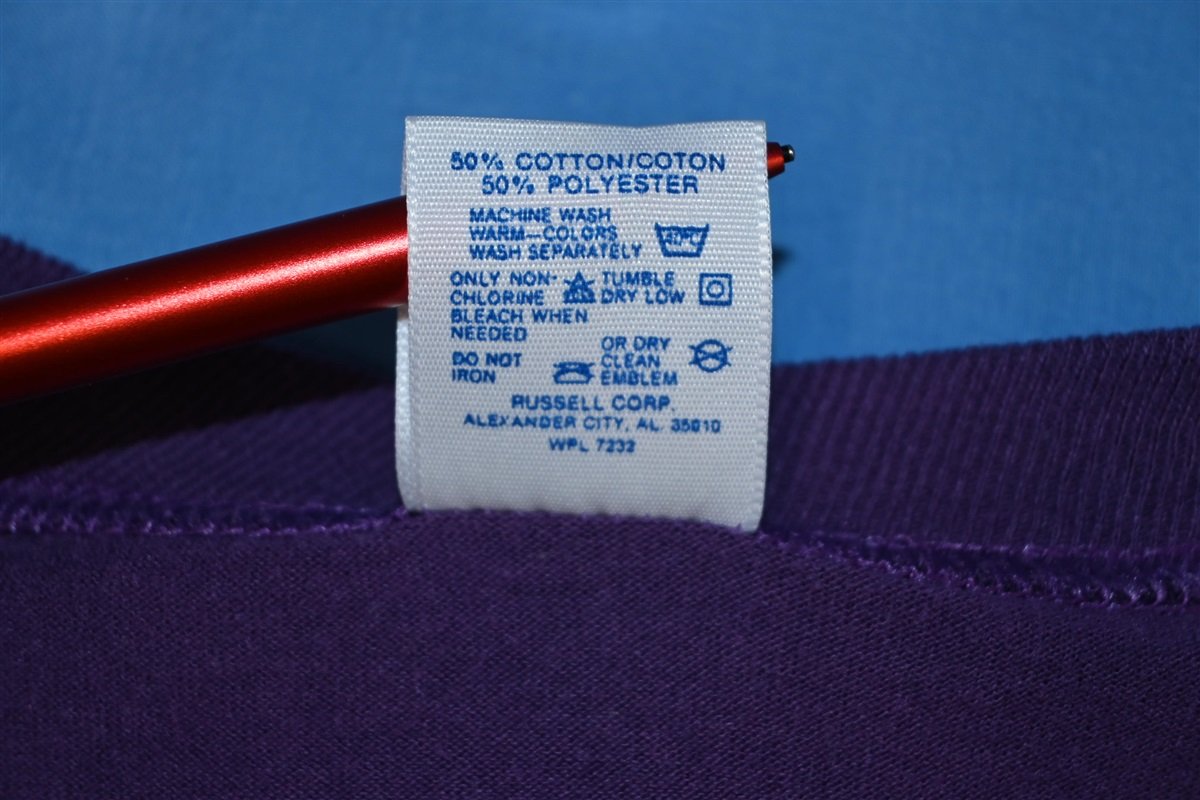 50% COTTON/COTON
50% POLYESTER
MACHINE WASH
WARM—COLORS
WASH SEPARATELY
ONLY NON-
CHLORINE
BLEACH WHEN
NEEDED
TUMBLE
DRY LOW
DO NOT
IRON
OR DRY
CLEAN
EMBLEM
RUSSELL CORP.
ALEXANDER CITY, AL. 35010
WPL 7232